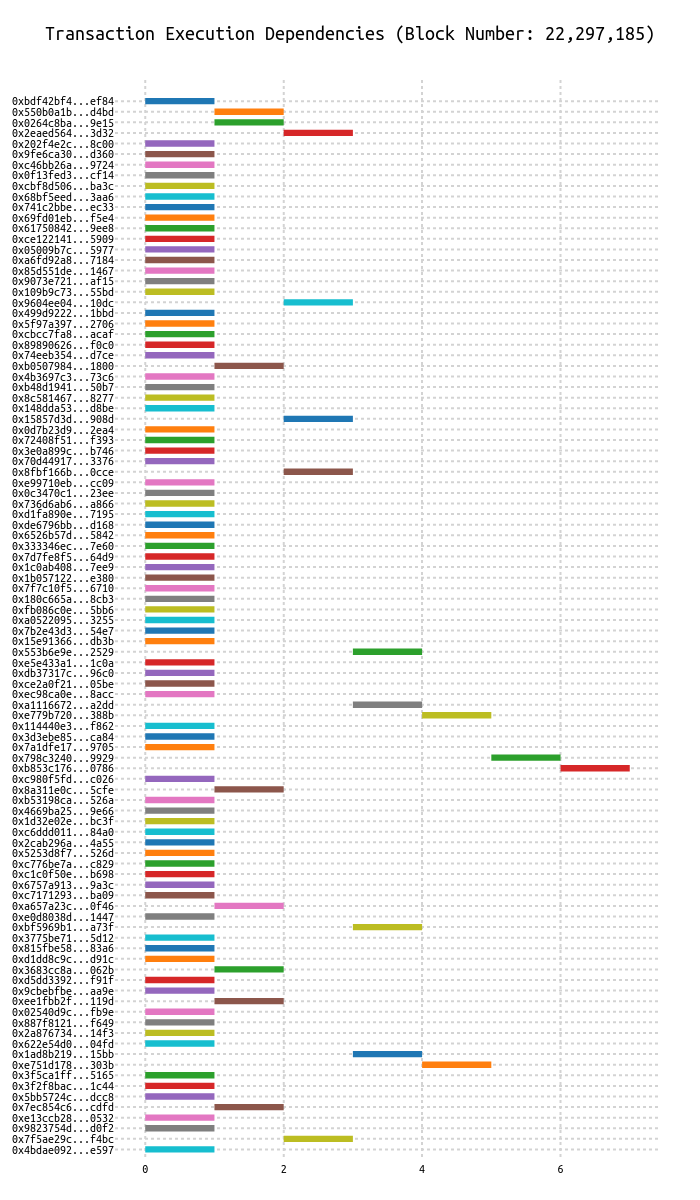 Transaction Execution Dependencies (Block Number: 22,297,185)
0xbdf42bf4...ef84
0x550b0a1b...d4bd
0x0264c8ba...9e15
0x2eaed564...3d32
0x202f4e2c...8c00
0x9fe6ca30...d360
0xc46bb26a...9724
0x0f13fed3...cf14
0xcbf8d506...ba3c
0x68bf5eed...3aa6
0x741c2bbe...ec33
0x69fd01eb...f5e4
0x61750842...9ee8
0xce122141...5909
0x05009b7c...5977
0xa6fd92a8...7184
0x85d551de...1467
0x9073e721...af15
0x109b9c73...55bd
0x9604ee04...10dc
0x499d9222...1bbd
0x5f97a397...2706
0xcbcc7fa8...acaf
0x89890626...f0c0
0x74eeb354...d7ce
0xb0507984...1800
0x4b3697c3...73c6
0xb48d1941...50b7
0x8c581467...8277
0x148dda53...d8be
0x15857d3d...908d
0x0d7b23d9...2ea4
0x72408f51...f393
0x3e0a899c...b746
0x70d44917...3376
0x8fbf166b...0cce
0xe99710eb...cc09
0x0c3470c1...23ee
0x736d6ab6...a866
0xd1fa890e...7195
0xde6796bb...d168
0x6526b57d...5842
0x333346ec...7e60
0x7d7fe8f5...64d9
0x1c0ab408...7ee9
0x1b057122...e380
0x7f7c10f5...6710
0x180c665a...8cb3
0xfb086c0e...5bb6
0xa0522095...3255
0x7b2e43d3...54e7
0x15e91366...db3b
0x553b6e9e...2529
0xe5e433a1...1c0a
0xdb37317c...96c0
0xce2a0f21...05be
0xec98ca0e...8acc
0xa1116672...a2dd
0xe779b720...388b
0x114440e3...f862
0x3d3ebe85...ca84
0x7a1dfe17...9705
0x798c3240...9929
0xb853c176...0786
0xc980f5fd...c026
0x8a311e0c...5cfe
0xb53198ca...526a
0x4669ba25...9e66
0x1d32e02e...bc3f
0xc6ddd011...84a0
0x2cab296a...4a55
0x5253d8f7...526d
0xc776be7a...c829
0xc1c0f50e...b698
0x6757a913...9a3c
0xc7171293...ba09
0xa657a23c...0f46
0xe0d8038d...1447
0xbf5969b1...a73f
0x3775be71...5d12
0x815fbe58...83a6
0xd1dd8c9c...d91c
0x3683cc8a...062b
0xd5dd3392...f91f
0x9cbebfbe...aa9e
0xee1fbb2f...119d
0x02540d9c...fb9e
0x887f8121...f649
0x2a876734...14f3
0x622e54d0...04fd
0x1ad8b219...15bb
0xe751d178...303b
0x3f5ca1ff...5165
0x3f2f8bac...1c44
0x5bb5724c...dcc8
0x7ec854c6...cdfd
0xe13ccb28...0532
0x9823754d...d0f2
0x7f5ae29c...f4bc
0x4bdae092...e597
0 2 4 6